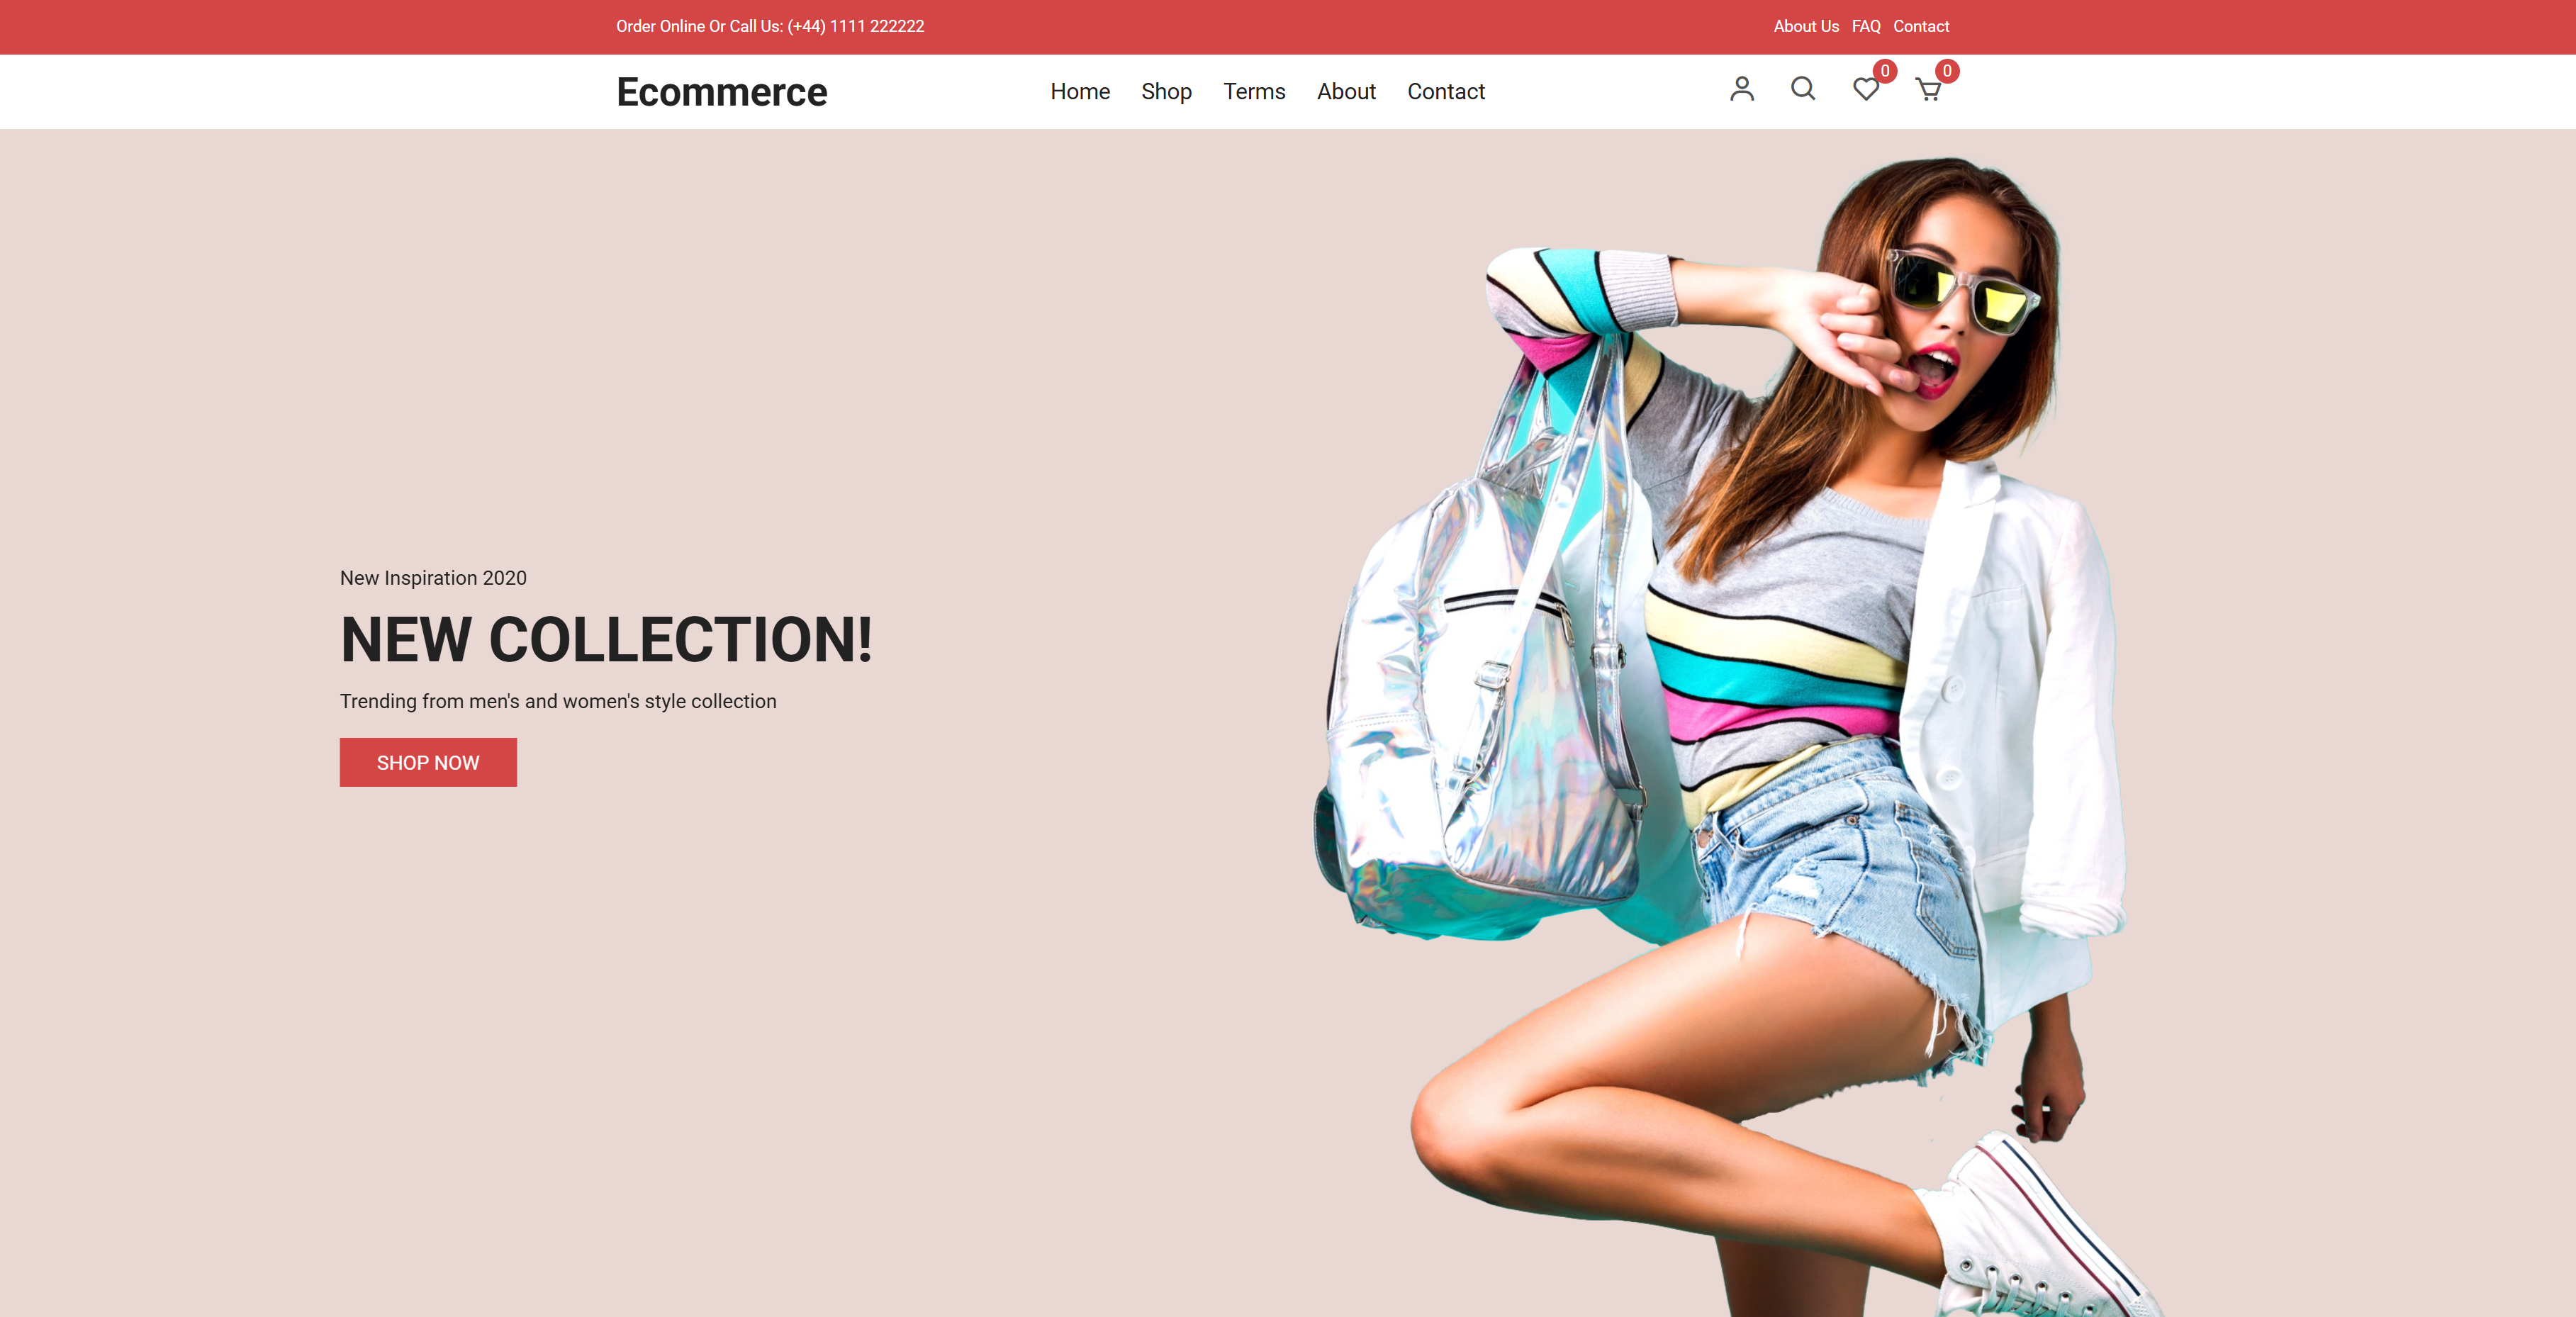 Order Online Or Call Us: (+44) 1111 222222
About Us FAQ Contact
Ecommerce
Home Shop Terms About Contact
0 0
New Inspiration 2020
NEW COLLECTION!
Trending from men's and women's style collection
SHOP NOW